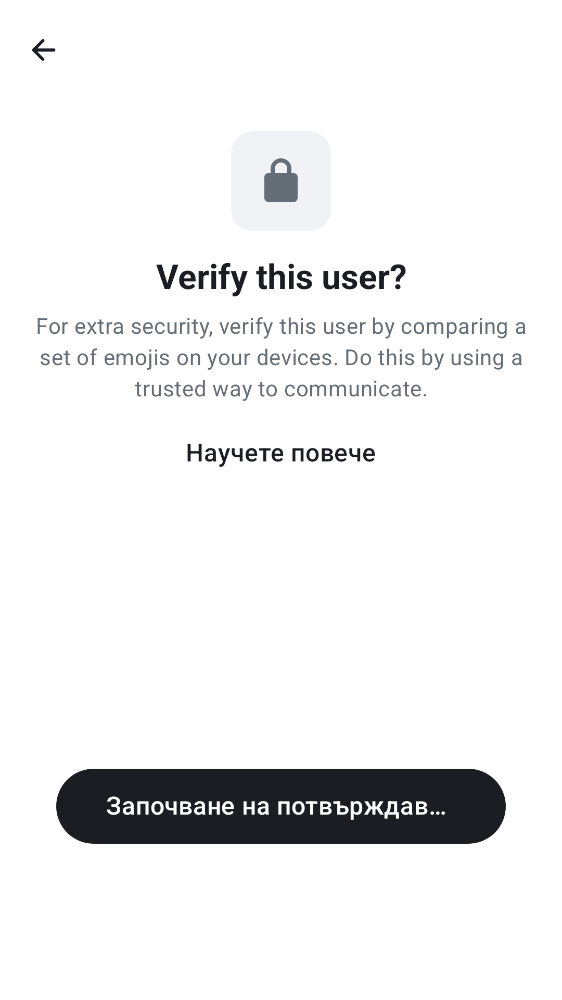 Verify this user?
For extra security, verify this user by comparing a
set of emojis on your devices. Do this by using a
trusted way to communicate.
Научете повече
Започване на потвърждав…